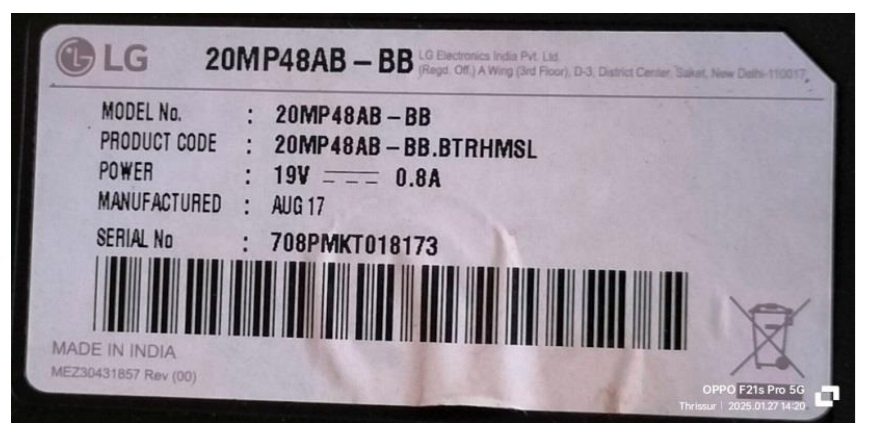 LG 20MP48AB – BB LG Electronics India Pvt. Ltd.
(Regd. Off.) A Wing (3rd Floor), D-3, District Center, Saket, New Delhi-110017,
MODEL No. : 20MP48AB – BB
PRODUCT CODE : 20MP48AB – BB.BTRHMSL
POWER : 19V 0.8A
MANUFACTURED : AUG 17
SERIAL No : 708PMKT018173
MADE IN INDIA
MEZ30431857 Rev (00)
OPPO F21s Pro 5G
Thrissur | 2025.01.27 14:20